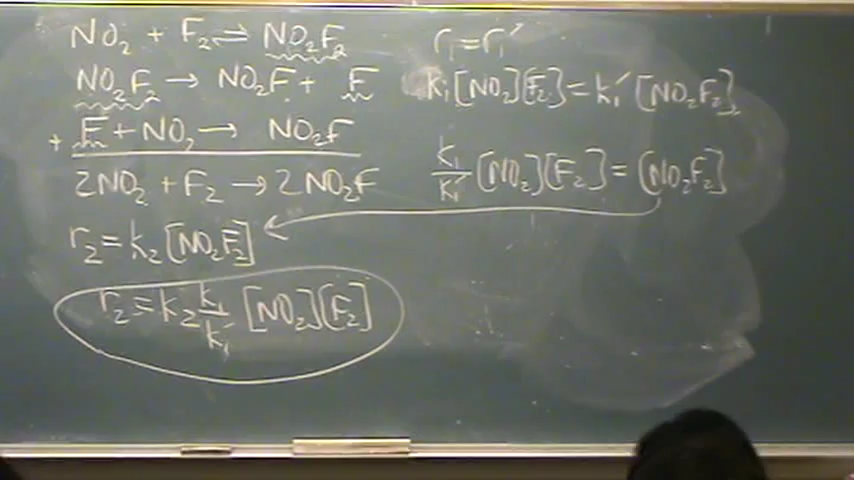 NO₂ + F₂ ⇌ NO₂F₂
NO₂F₂ → NO₂F + F
+ F + NO₂ → NO₂F
2NO₂ + F₂ → 2NO₂F
r₂ = k₂[NO₂F₂]
r₂ = k₂ k₁/k₁′ [NO₂][F₂]
r₁ = r₁′
k₁[NO₂][F₂] = k₁′[NO₂F₂]
k₁/k₁′ [NO₂][F₂] = [NO₂F₂]